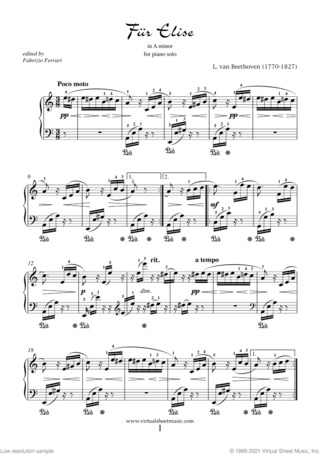 Für Elise
in A minor
for piano solo
edited by
Fabrizio Ferrari
L. van Beethoven (1770-1827)
Poco moto
pp
6
1.
2.
mf
12
dim.
rit.
pp
a tempo
18
www.virtualsheetmusic.com
1
Low resolution sample
© 1999-2021 Virtual Sheet Music, Inc.